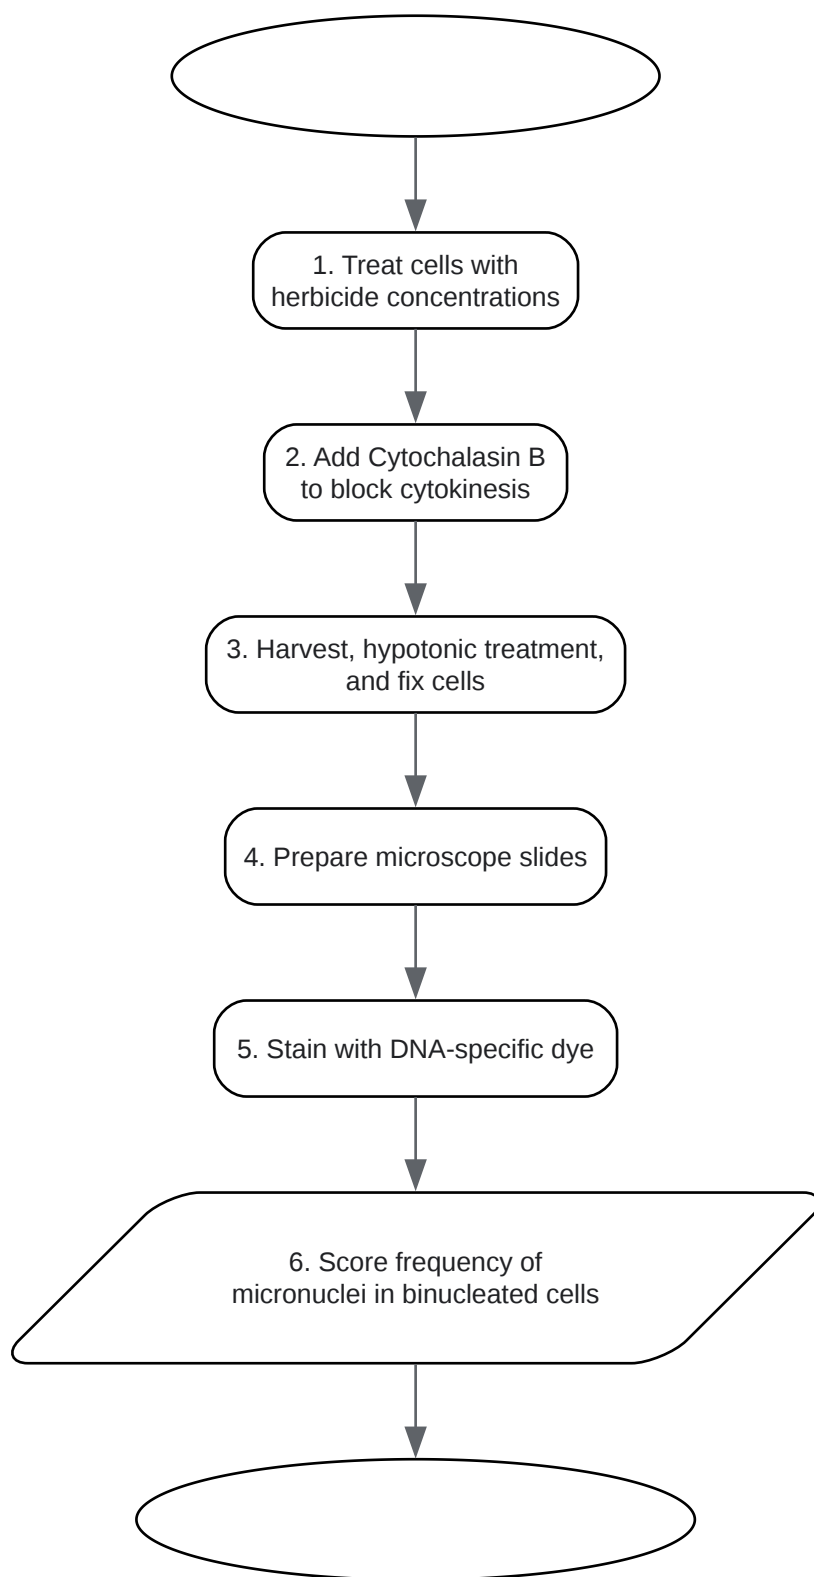 1. Treat cells with
herbicide concentrations
2. Add Cytochalasin B
to block cytokinesis
3. Harvest, hypotonic treatment,
and fix cells
4. Prepare microscope slides
5. Stain with DNA-specific dye
6. Score frequency of
micronuclei in binucleated cells